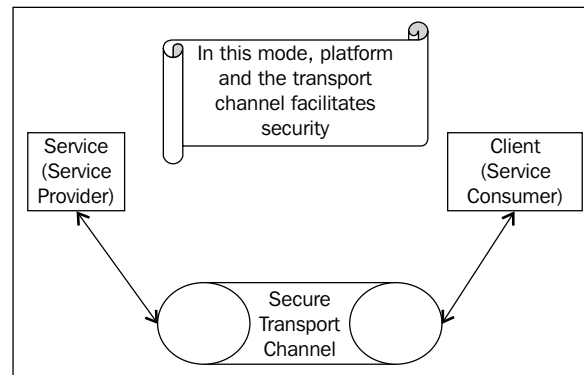 In this mode, platform
and the transport
channel facilitates
security
Service
(Service
Provider)
Client
(Service
Consumer)
Secure
Transport
Channel